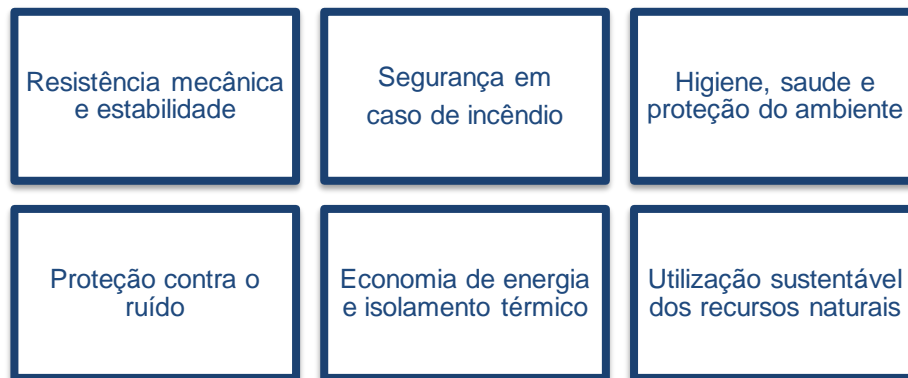 Resistência mecânica
e estabilidade
Segurança em
caso de incêndio
Higiene, saude e
proteção do ambiente
Proteção contra o
ruído
Economia de energia
e isolamento térmico
Utilização sustentável
dos recursos naturais